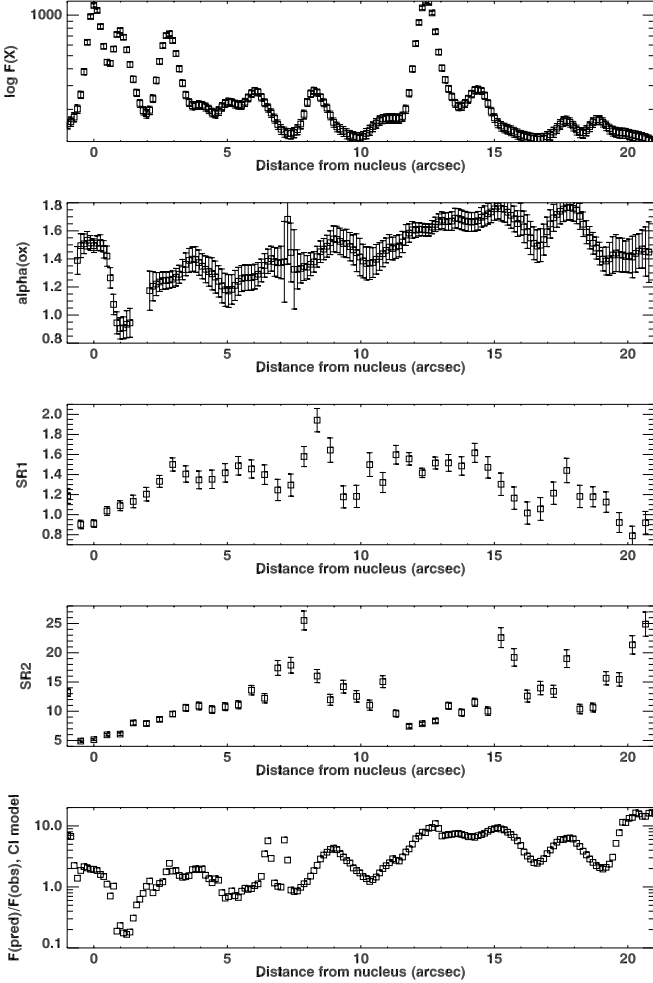 1000
log F(X)
0 5 10 15 20
Distance from nucleus (arcsec)
1.8
1.6
1.4
1.2
1.0
0.8
alpha(ox)
0 5 10 15 20
Distance from nucleus (arcsec)
2.0
1.8
1.6
1.4
1.2
1.0
0.8
SR1
0 5 10 15 20
Distance from nucleus (arcsec)
25
20
15
10
5
SR2
0 5 10 15 20
Distance from nucleus (arcsec)
10.0
1.0
0.1
F(pred)/F(obs), CI model
0 5 10 15 20
Distance from nucleus (arcsec)